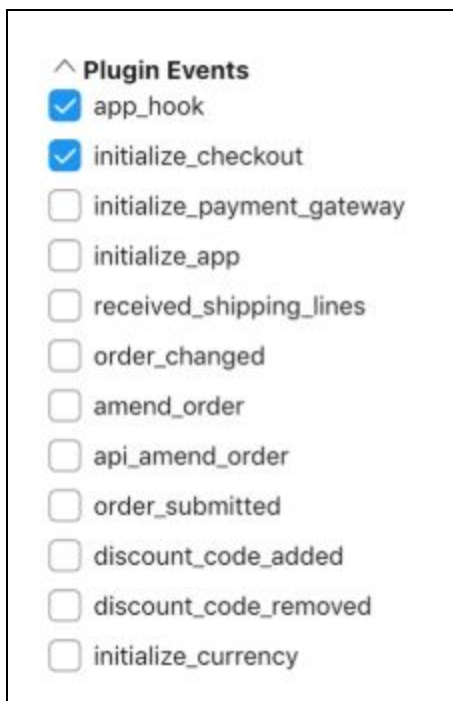 Plugin Events
app_hook
initialize_checkout
initialize_payment_gateway
initialize_app
received_shipping_lines
order_changed
amend_order
api_amend_order
order_submitted
discount_code_added
discount_code_removed
initialize_currency